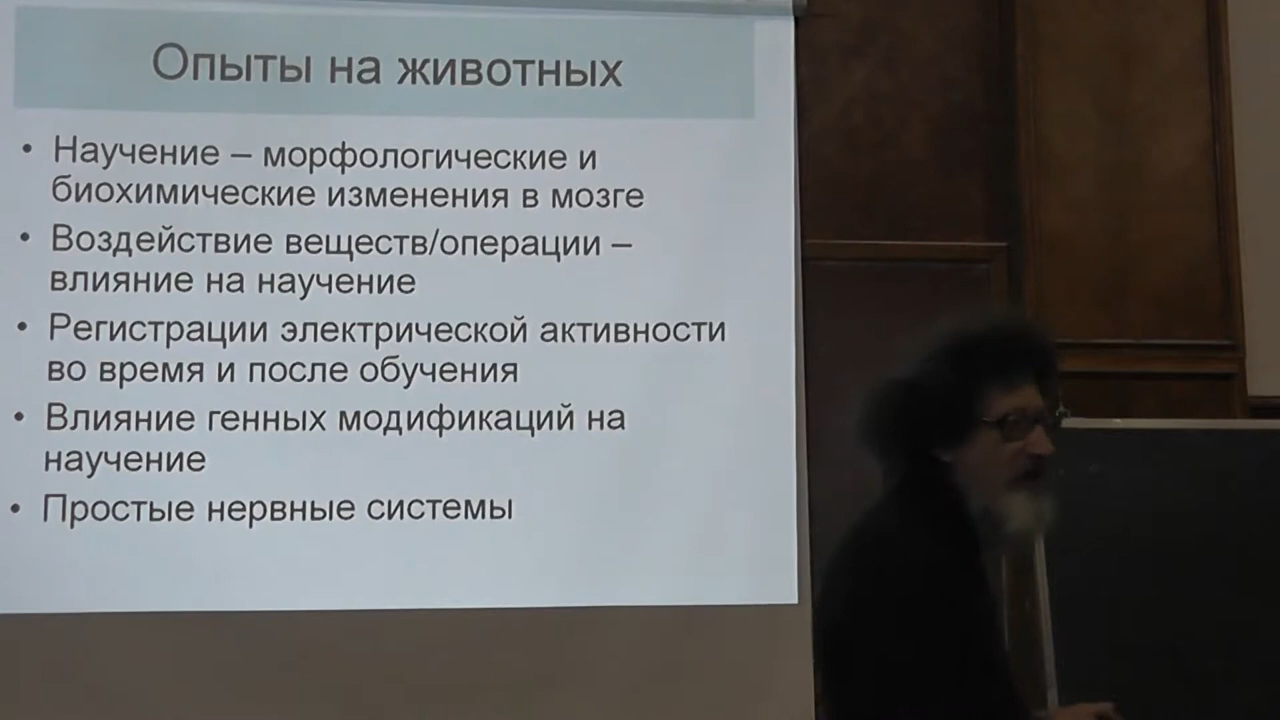 Опыты на животных
• Научение – морфологические и
биохимические изменения в мозге
• Воздействие веществ/операции –
влияние на научение
• Регистрации электрической активности
во время и после обучения
• Влияние генных модификаций на
научение
• Простые нервные системы